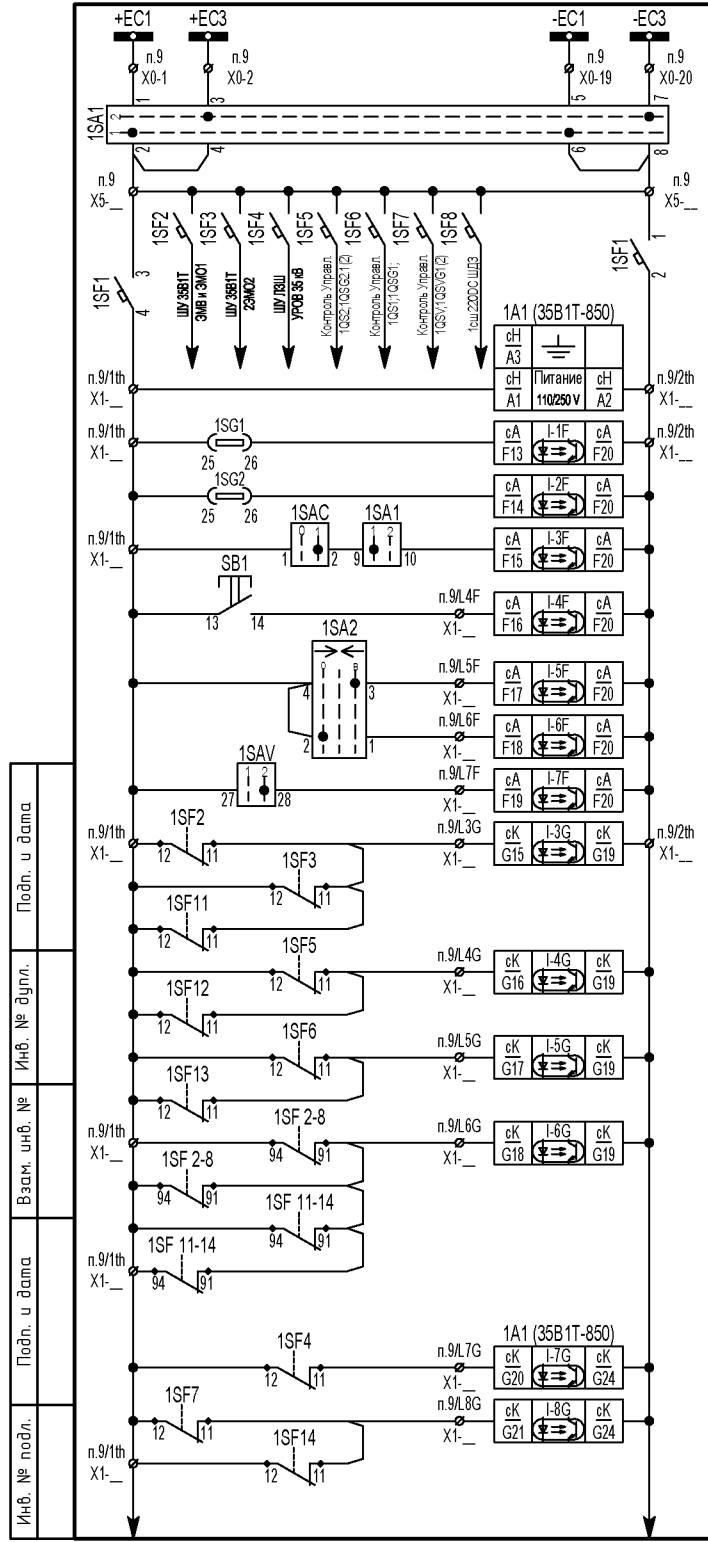 +EC1
+EC3
-EC1
-EC3
п.9
X0-1
п.9
X0-2
п.9
X0-19
п.9
X0-20
1SA1
2
1
1
3
5
7
2
4
6
8
п.9
X5-__
п.9
X5-__
1SF2
1SF3
1SF4
1SF5
1SF6
1SF7
1SF8
ШУ 35В1Т
ЭМВ и ЭМО1
ШУ 35В1Т
2ЭМО2
ШУ ЛЗШ
УРОВ 35 кВ
Контроль Управл.
1QS2;1QSG2.1(2)
Контроль Управл.
1QS1;1QSG1;
Контроль Управл.
1QSV;1QSVG1(2)
1сш 220DC ШДЗ
1SF1
3
4
1SF1
1
2
1A1 (35В1Т-850)
cH
A3
п.9/1th
X1-__
cH
A1
Питание
110/250 V
cH
A2
п.9/2th
X1-__
п.9/1th
X1-__
1SG1
25
26
cA
F13
I-1F
cA
F20
п.9/2th
X1-__
1SG2
25
26
cA
F14
I-2F
cA
F20
п.9/1th
X1-__
1SAC
0
1
1
2
1SA1
1
2
9
10
cA
F15
I-3F
cA
F20
SB1
13
14
п.9/L4F
X1-__
cA
F16
I-4F
cA
F20
1SA2
О
В
4
3
п.9/L5F
X1-__
cA
F17
I-5F
cA
F20
2
1
п.9/L6F
X1-__
cA
F18
I-6F
cA
F20
1SAV
1
2
27
28
п.9/L7F
X1-__
cA
F19
I-7F
cA
F20
п.9/1th
X1-__
1SF2
12
11
п.9/L3G
X1-__
cK
G15
I-3G
cK
G19
п.9/2th
X1-__
1SF3
12
11
1SF11
12
11
1SF5
12
11
п.9/L4G
X1-__
cK
G16
I-4G
cK
G19
1SF12
12
11
1SF6
12
11
п.9/L5G
X1-__
cK
G17
I-5G
cK
G19
1SF13
12
11
п.9/1th
X1-__
1SF 2-8
94
91
п.9/L6G
X1-__
cK
G18
I-6G
cK
G19
1SF 2-8
94
91
1SF 11-14
94
91
п.9/1th
X1-__
1SF 11-14
94
91
1A1 (35В1Т-850)
1SF4
12
11
п.9/L7G
X1-__
cK
G20
I-7G
cK
G24
1SF7
12
11
п.9/L8G
X1-__
cK
G21
I-8G
cK
G24
п.9/1th
X1-__
1SF14
12
11
Подп. и дата
Инв. № дупл.
Взам. инв. №
Подп. и дата
Инв. № подл.